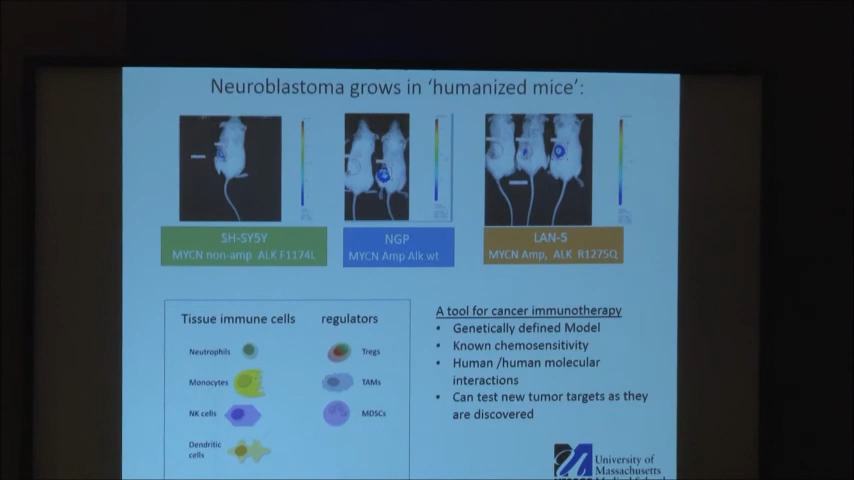 Neuroblastoma grows in ‘humanized mice’:
SH-SY5Y
MYCN non-amp ALK F1174L
NGP
MYCN Amp Alk wt
LAN-5
MYCN Amp, ALK R1275Q
Tissue immune cells
regulators
Neutrophils
Tregs
Monocytes
TAMs
NK cells
MDSCs
Dendritic
cells
A tool for cancer immunotherapy
• Genetically defined Model
• Known chemosensitivity
• Human /human molecular
interactions
• Can test new tumor targets as they
are discovered
University of
Massachusetts
Medical School